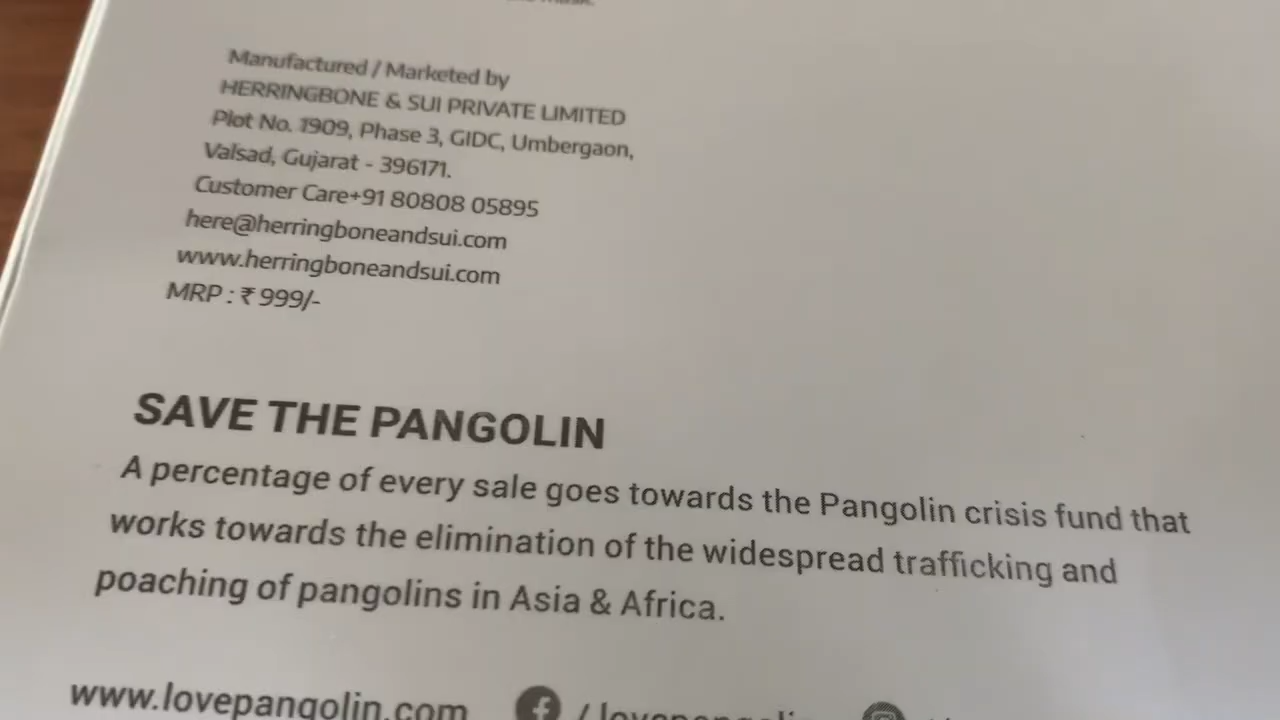 Manufactured / Marketed by
HERRINGBONE & SUI PRIVATE LIMITED
Plot No. 1909, Phase 3, GIDC, Umbergaon,
Valsad, Gujarat - 396171.
Customer Care+91 80808 05895
here@herringboneandsui.com
www.herringboneandsui.com
MRP : ₹ 999/-
SAVE THE PANGOLIN
A percentage of every sale goes towards the Pangolin crisis fund that
works towards the elimination of the widespread trafficking and
poaching of pangolins in Asia & Africa.
www.lovepangolin.com